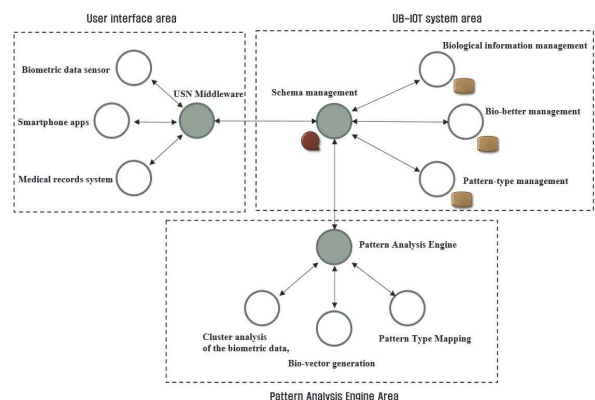 User interface area
UB-IOT system area
Biometric data sensor
USN Middleware
Smartphone apps
Medical records system
Biological information management
Schema management
Bio-better management
Pattern-type management
Pattern Analysis Engine
Cluster analysis
of the biometric data,
Bio-vector generation
Pattern Type Mapping
Pattern Analysis Engine Area